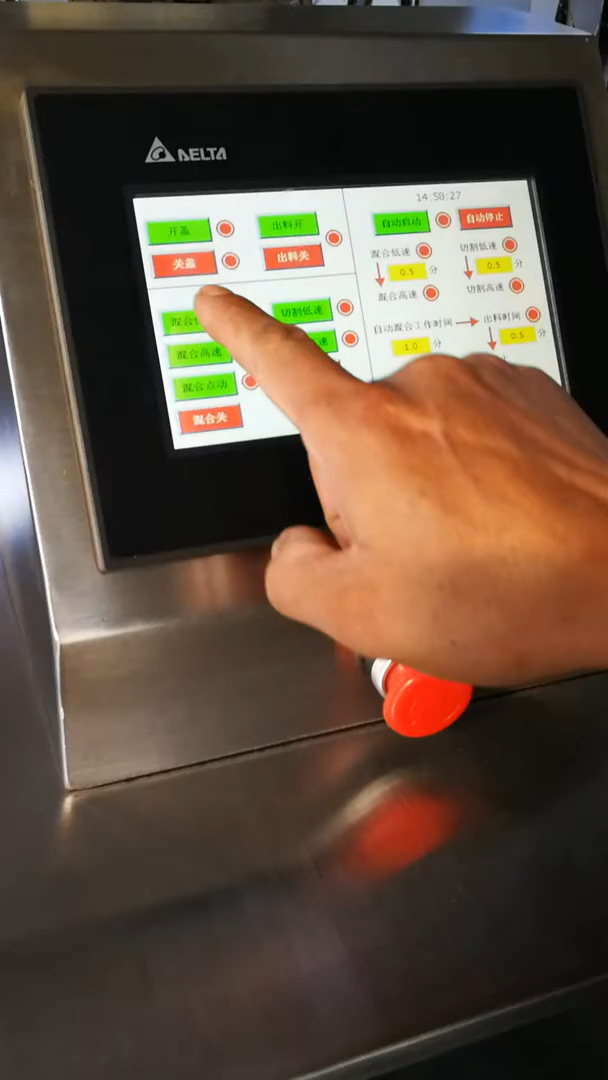 DELTA
14:58:27
开盖 出料开
关盖 出料关
自动启动 自动停止
混合低速 切割低速
0.5 分 0.5 分
混合高速 切割高速
自动混合工作时间 出料时间
1.0 分 0.5 分
止
混合 切割低速
混合高速 速
混合点动
混合关